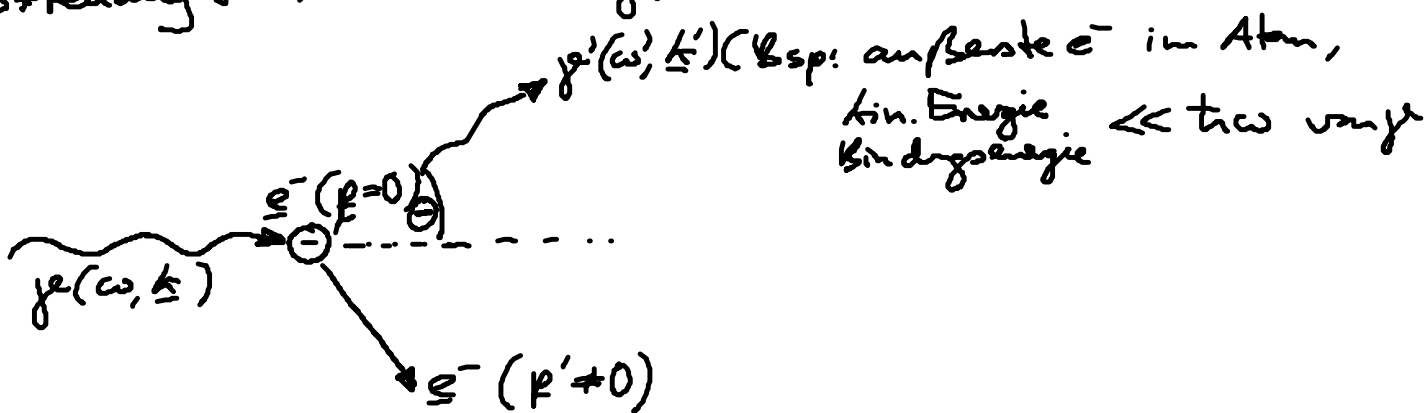 γ'(ω', k') (Bsp: äußerste e⁻ im Atom,
kin. Energie
Bindungsenergie << ħω von γ
e⁻ (p=0)
γ(ω, k)
e⁻ (p'≠0)